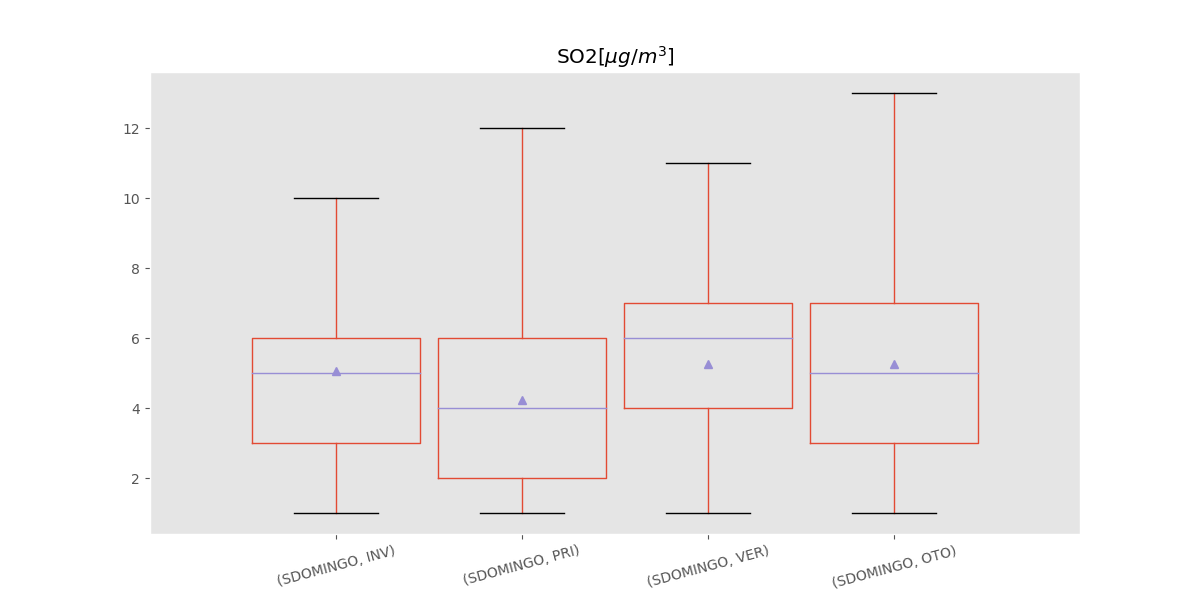 SO2[μg/m³]
12
10
8
6
4
2
(SDOMINGO, INV)
(SDOMINGO, PRI)
(SDOMINGO, VER)
(SDOMINGO, OTO)